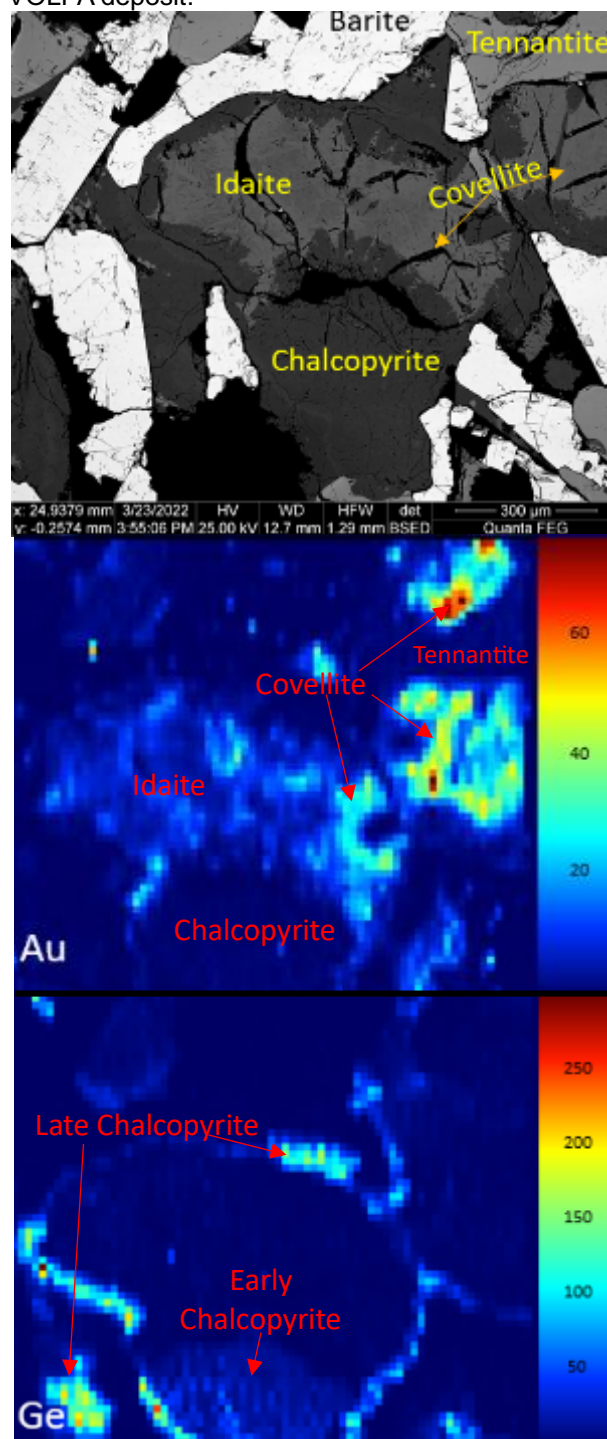 VOLPA deposit.
Barite
Tennantite
Idaite
Covellite
Chalcopyrite
x: 24.9379 mm 3/23/2022 HV WD HFW det 300 µm
y: -0.2574 mm 3:55:06 PM 25.00 kV 12.7 mm 1.29 mm BSED Quanta FEG
60
Tennantite
Covellite
40
Idaite
20
Chalcopyrite
Au
250
Late Chalcopyrite
200
150
Early
Chalcopyrite
100
50
Ge